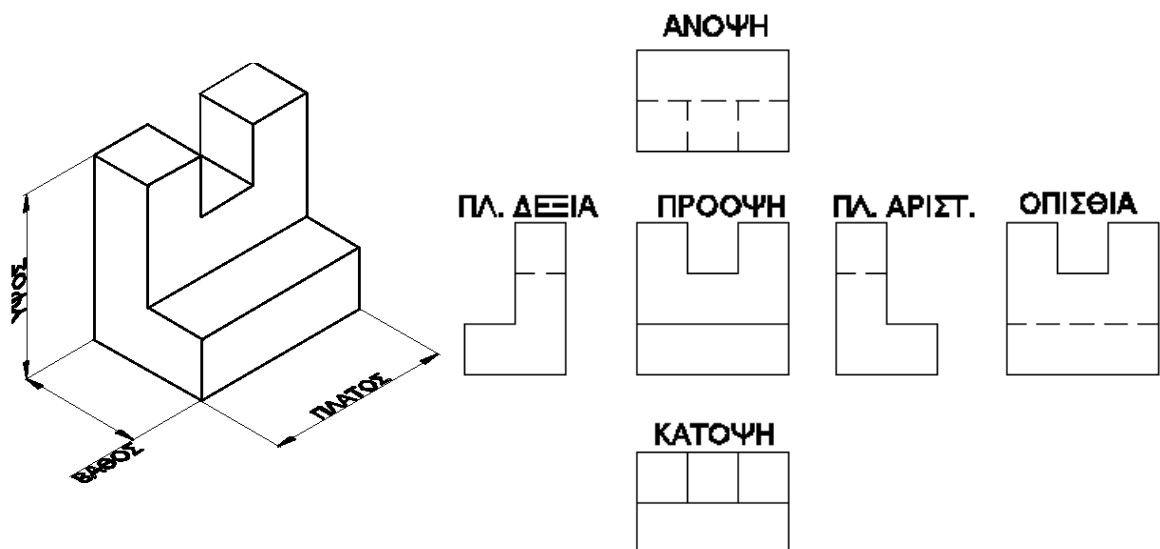 ΑΝΟΨΗ
ΠΛ. ΔΕΞΙΑ
ΠΡΟΟΨΗ
ΠΛ. ΑΡΙΣΤ.
ΟΠΙΣΘΙΑ
ΥΨΟΣ
ΒΑΘΟΣ
ΠΛΑΤΟΣ
ΚΑΤΟΨΗ